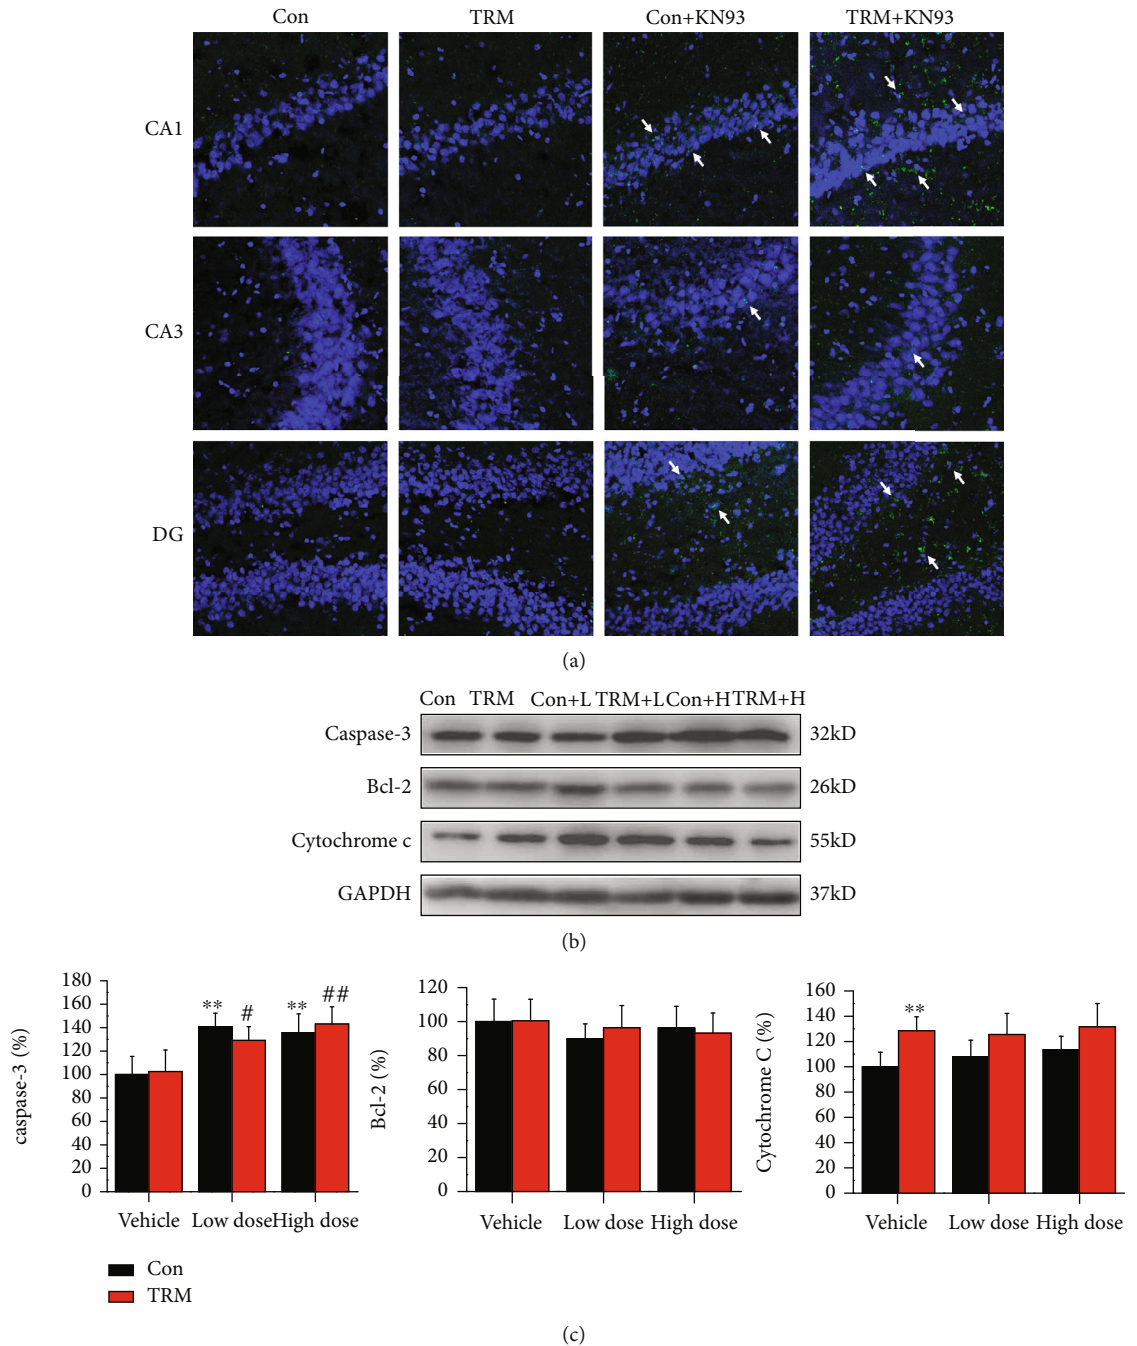 Con TRM Con+KN93 TRM+KN93
CA1
CA3
DG
(a)
Con TRM Con+L TRM+L Con+H TRM+H
Caspase-3 32kD
Bcl-2 26kD
Cytochrome c 55kD
GAPDH 37kD
(b)
caspase-3 (%)
180
160
140
120
100
80
60
40
20
0
** # ** ##
Vehicle Low dose High dose
Bcl-2 (%)
120
100
80
60
40
20
0
Vehicle Low dose High dose
Cytochrome C (%)
160
140
120
100
80
60
40
20
0
**
Vehicle Low dose High dose
Con
TRM
(c)